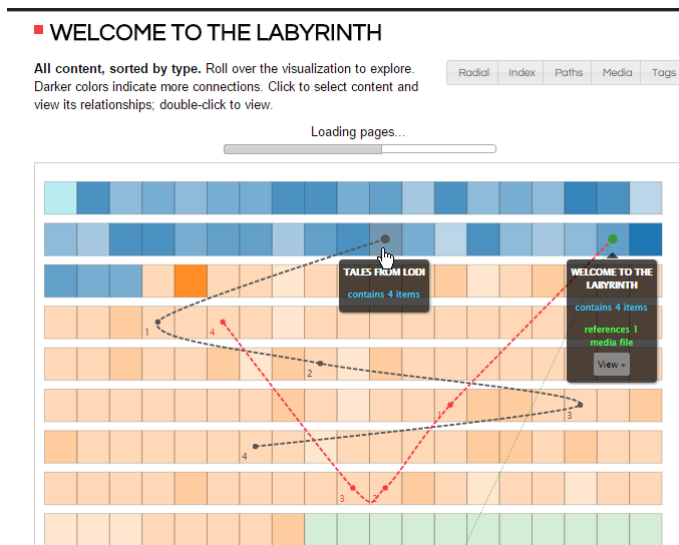 WELCOME TO THE LABYRINTH
All content, sorted by type. Roll over the visualization to explore.
Darker colors indicate more connections. Click to select content and
view its relationships; double-click to view.
Radial Index Paths Media Tags
Loading pages...
TALES FROM LODI
contains 4 items
WELCOME TO THE
LABYRINTH
contains 4 items
references 1
media file
View »
1
4
2
1
3
4
3
2